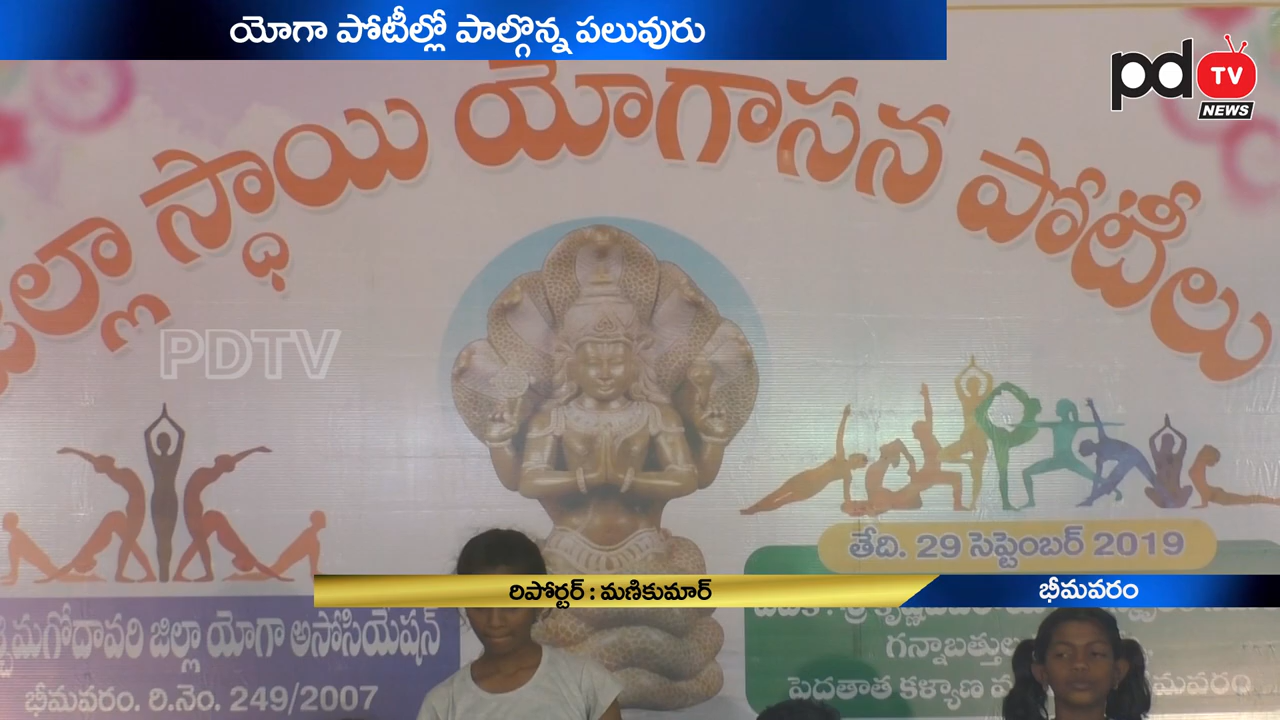 యోగా పోటీల్లో పాల్గొన్న పలువురు
pd TV
NEWS
జిల్లా స్థాయి యోగాసన పోటీలు
PDTV
తేది. 29 సెప్టెంబర్ 2019
రిపోర్టర్ : మణికుమార్
భీమవరం
జిల్లా యోగా అసోసియేషన్
భీమవరం. రి.నెం. 249/2007
గన్నాబత్తుల
పెదతాత కళ్యాణ